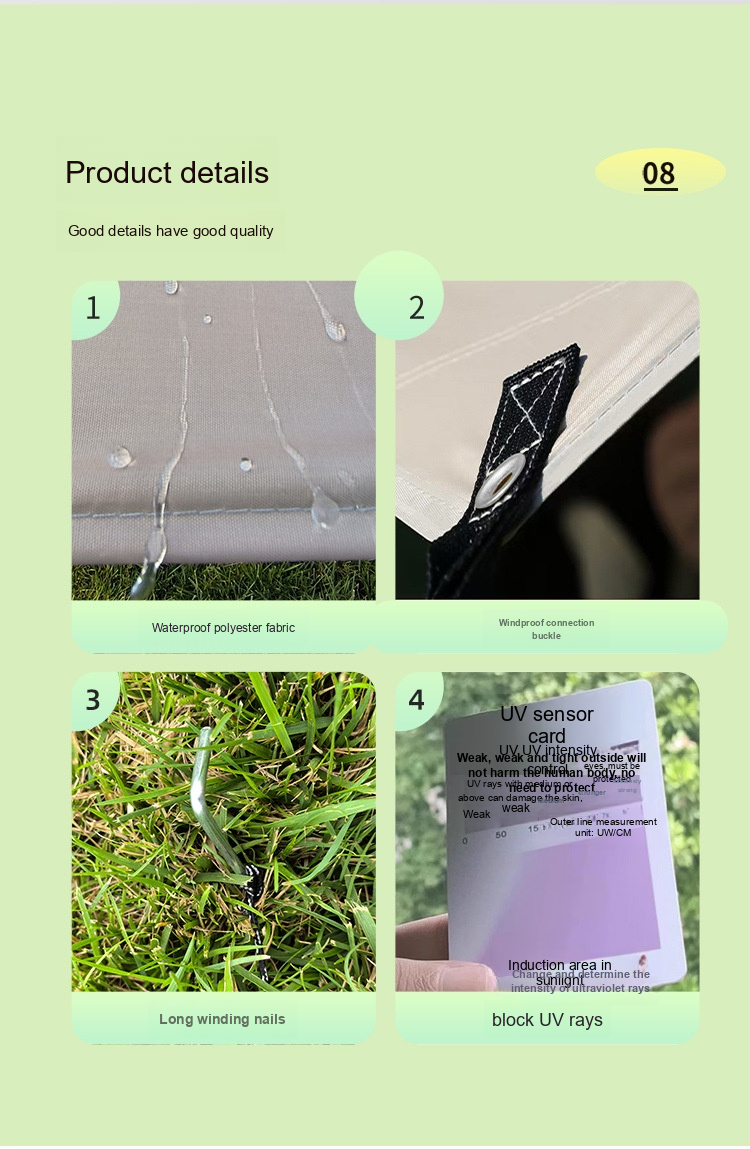 Product details
08
Good details have good quality
1
2
Waterproof polyester fabric
Windproof connection
buckle
3
4
UV sensor
card
UV UV intensity
control
Weak, weak and tight outside will
not harm the human body, no
need to protect
eyes, must be
protected
UV rays with medium or
above can damage the skin,
weak
Weak
Outer line measurement
unit: UW/CM
0
50
15
Induction area in
sunlight
Change and determine the
intensity of ultraviolet rays
Long winding nails
block UV rays